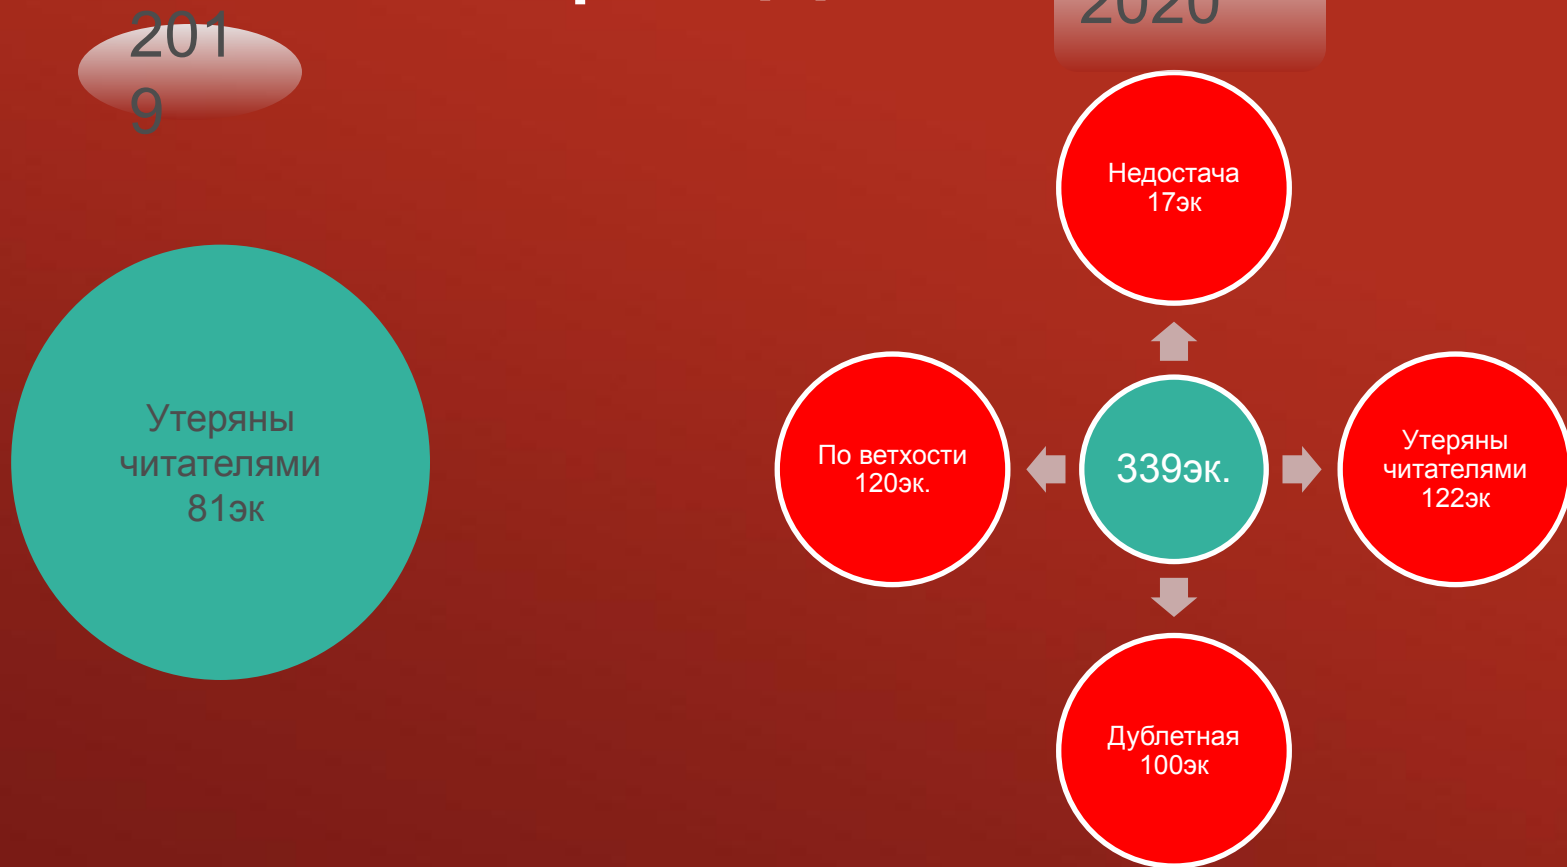 201
9
2020
Недостача
17эк
Утеряны
читателями
81эк
По ветхости
120эк.
339эк.
Утеряны
читателями
122эк
Дублетная
100эк